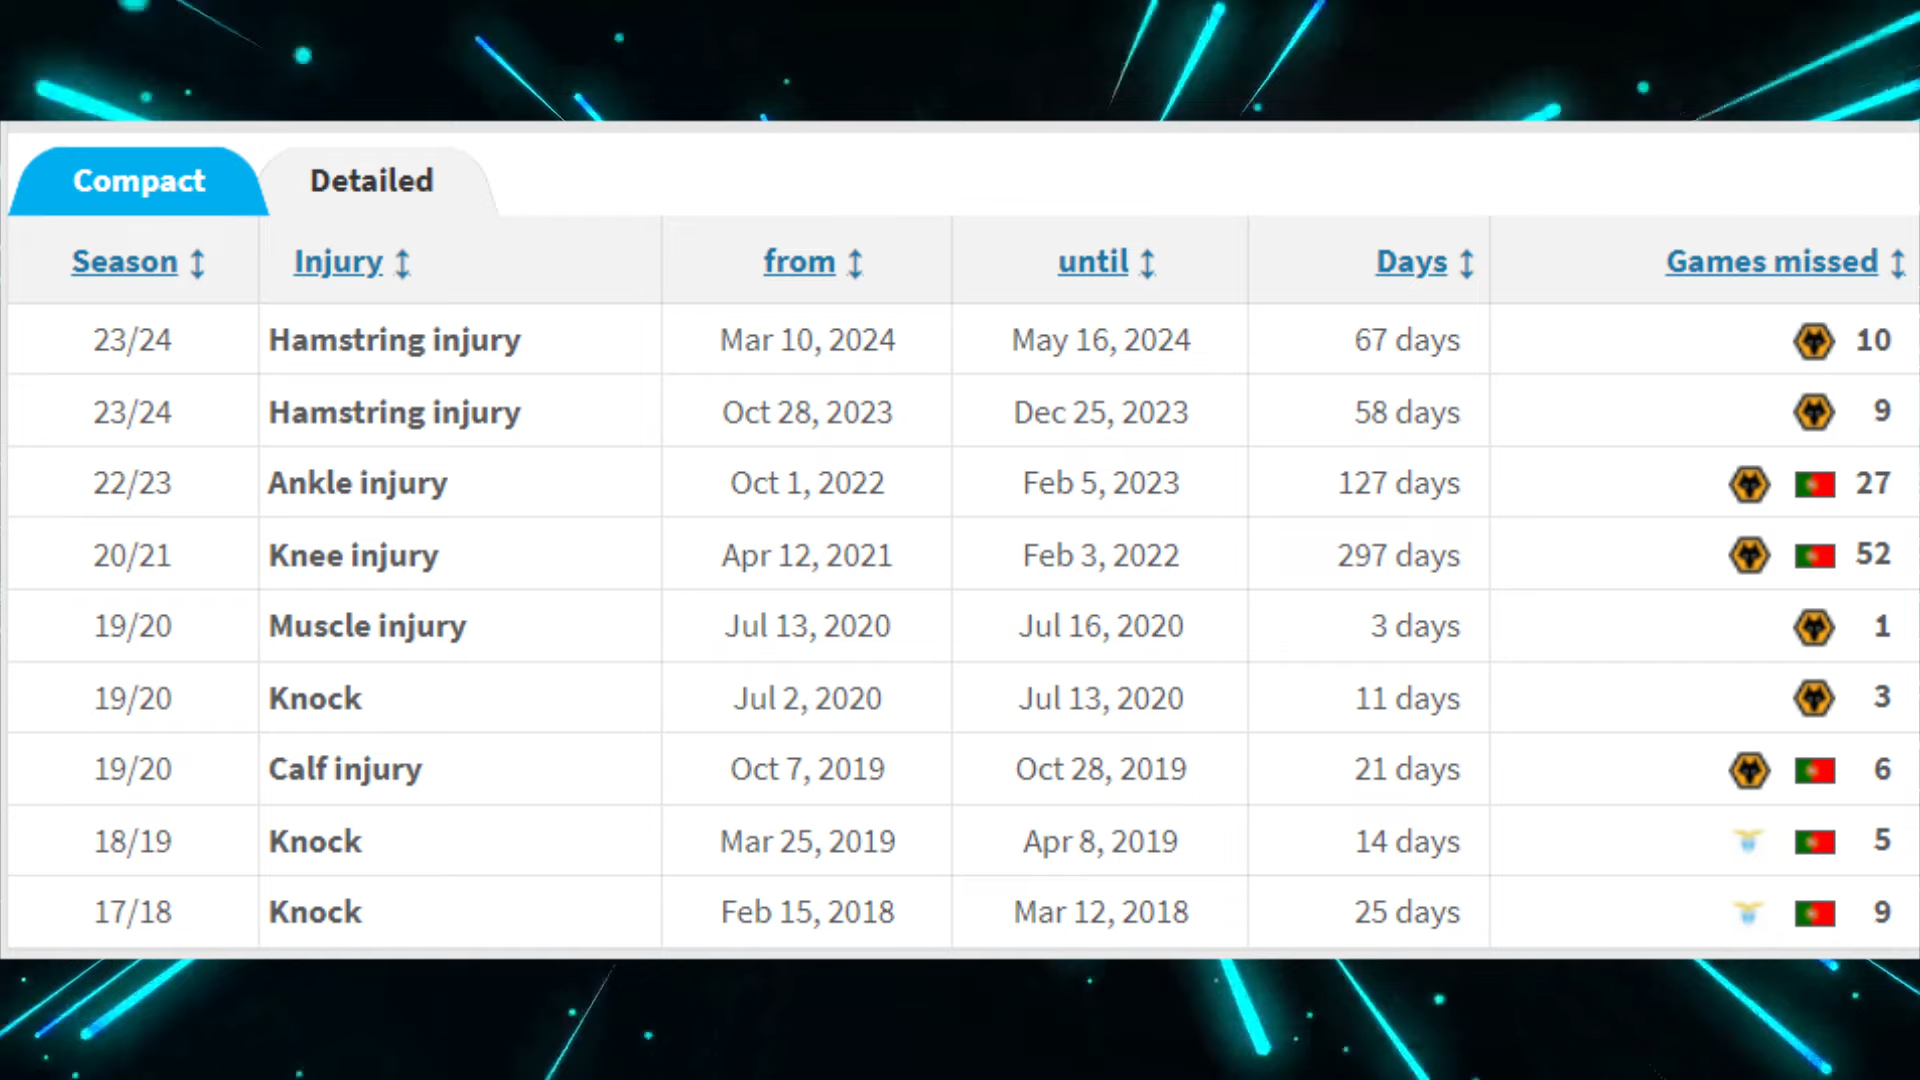 Compact Detailed
Season Injury from until Days Games missed
23/24 Hamstring injury Mar 10, 2024 May 16, 2024 67 days 10
23/24 Hamstring injury Oct 28, 2023 Dec 25, 2023 58 days 9
22/23 Ankle injury Oct 1, 2022 Feb 5, 2023 127 days 27
20/21 Knee injury Apr 12, 2021 Feb 3, 2022 297 days 52
19/20 Muscle injury Jul 13, 2020 Jul 16, 2020 3 days 1
19/20 Knock Jul 2, 2020 Jul 13, 2020 11 days 3
19/20 Calf injury Oct 7, 2019 Oct 28, 2019 21 days 6
18/19 Knock Mar 25, 2019 Apr 8, 2019 14 days 5
17/18 Knock Feb 15, 2018 Mar 12, 2018 25 days 9